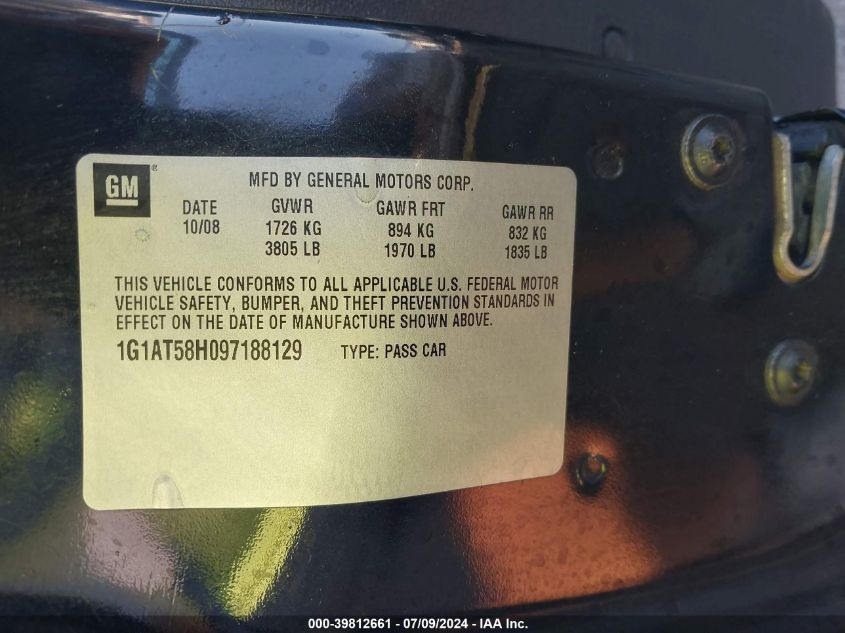 GM®
MFD BY GENERAL MOTORS CORP.
DATE GVWR GAWR FRT GAWR RR
10/08 1726 KG 894 KG 832 KG
3805 LB 1970 LB 1835 LB
THIS VEHICLE CONFORMS TO ALL APPLICABLE U.S. FEDERAL MOTOR
VEHICLE SAFETY, BUMPER, AND THEFT PREVENTION STANDARDS IN
EFFECT ON THE DATE OF MANUFACTURE SHOWN ABOVE.
1G1AT58H097188129 TYPE: PASS CAR
000-39812661 - 07/09/2024 - IAA Inc.